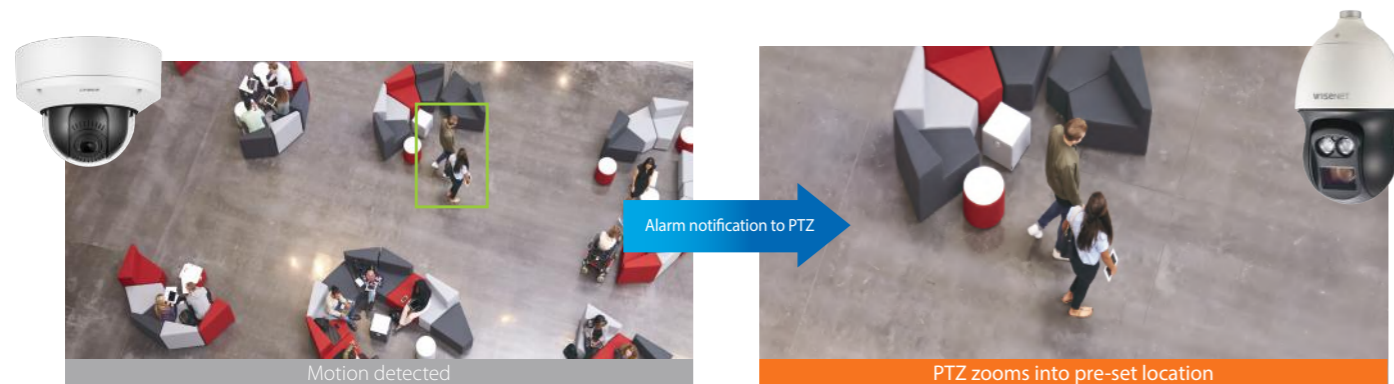 WISENET
Alarm notification to PTZ
Motion detected
PTZ zooms into pre-set location